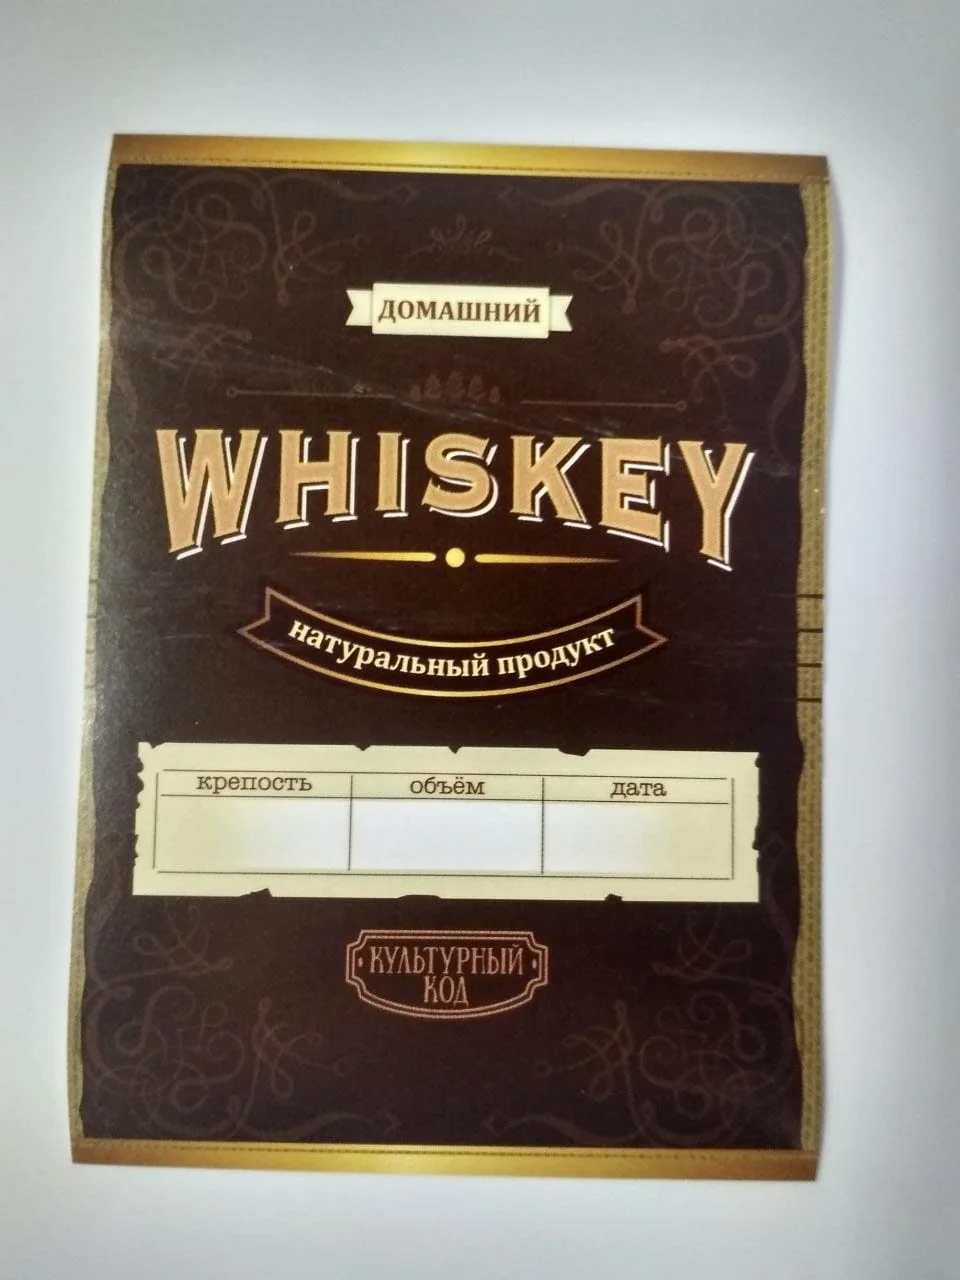 ДОМАШНИЙ
WHISKEY
натуральный продукт
крепость объём дата
КУЛЬТУРНЫЙ
КОД